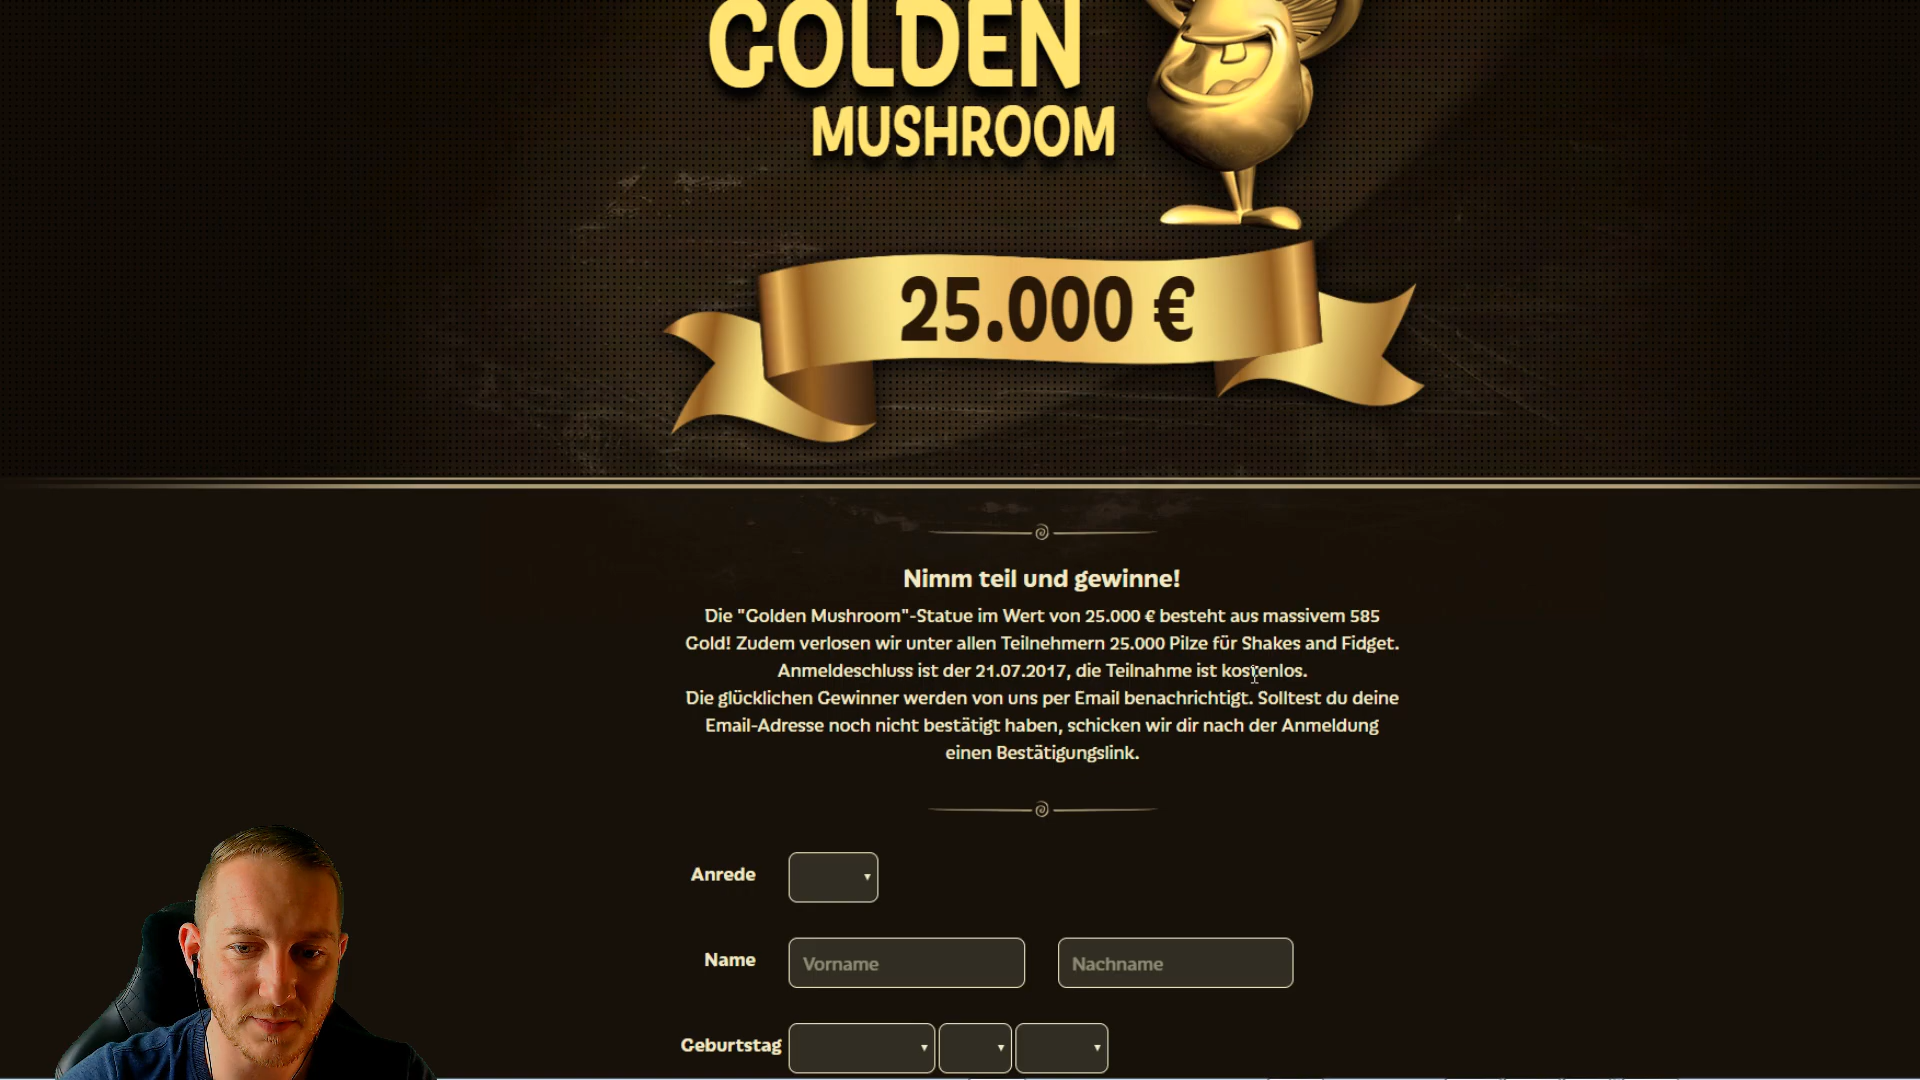 GOLDEN
MUSHROOM
25.000 €
Nimm teil und gewinne!
Die "Golden Mushroom"-Statue im Wert von 25.000 € besteht aus massivem 585
Gold! Zudem verlosen wir unter allen Teilnehmern 25.000 Pilze für Shakes and Fidget.
Anmeldeschluss ist der 21.07.2017, die Teilnahme ist kostenlos.
Die glücklichen Gewinner werden von uns per Email benachrichtigt. Solltest du deine
Email-Adresse noch nicht bestätigt haben, schicken wir dir nach der Anmeldung
einen Bestätigungslink.
Anrede
Name Vorname Nachname
Geburtstag